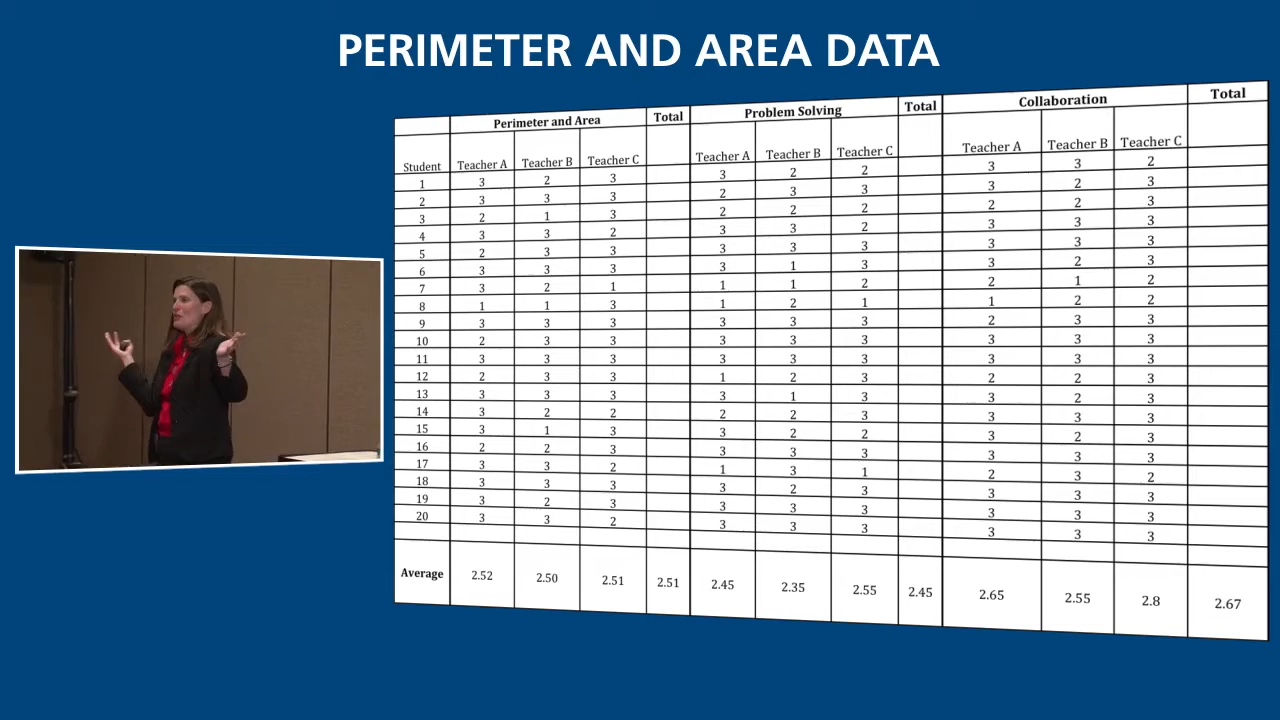 PERIMETER AND AREA DATA
Perimeter and Area Total Problem Solving Total Collaboration Total
Student Teacher A Teacher B Teacher C Teacher A Teacher B Teacher C Teacher A Teacher B Teacher C
1 3 2 3 3 2 2 3 3 2
2 3 3 3 2 3 3 3 2 3
3 2 1 3 2 2 2 2 2 3
4 3 3 2 3 3 2 3 3 3
5 2 3 3 3 3 3 3 3 3
6 3 3 3 3 1 3 3 2 3
7 3 2 1 1 1 2 2 1 2
8 1 1 3 1 2 1 1 2 2
9 3 3 3 3 3 3 2 3 3
10 2 3 3 3 3 3 3 3 3
11 3 3 3 3 3 3 3 3 3
12 2 3 3 1 2 3 2 2 3
13 3 3 3 3 1 3 3 2 3
14 3 2 2 2 2 3 3 3 3
15 3 1 3 3 2 2 3 2 3
16 2 2 3 3 3 3 3 3 3
17 3 3 2 1 3 1 2 3 2
18 3 3 3 3 2 3 3 3 3
19 3 2 3 3 3 3 3 3 3
20 3 3 2 3 3 3 3 3 3
Average 2.52 2.50 2.51 2.51 2.45 2.35 2.55 2.45 2.65 2.55 2.8 2.67